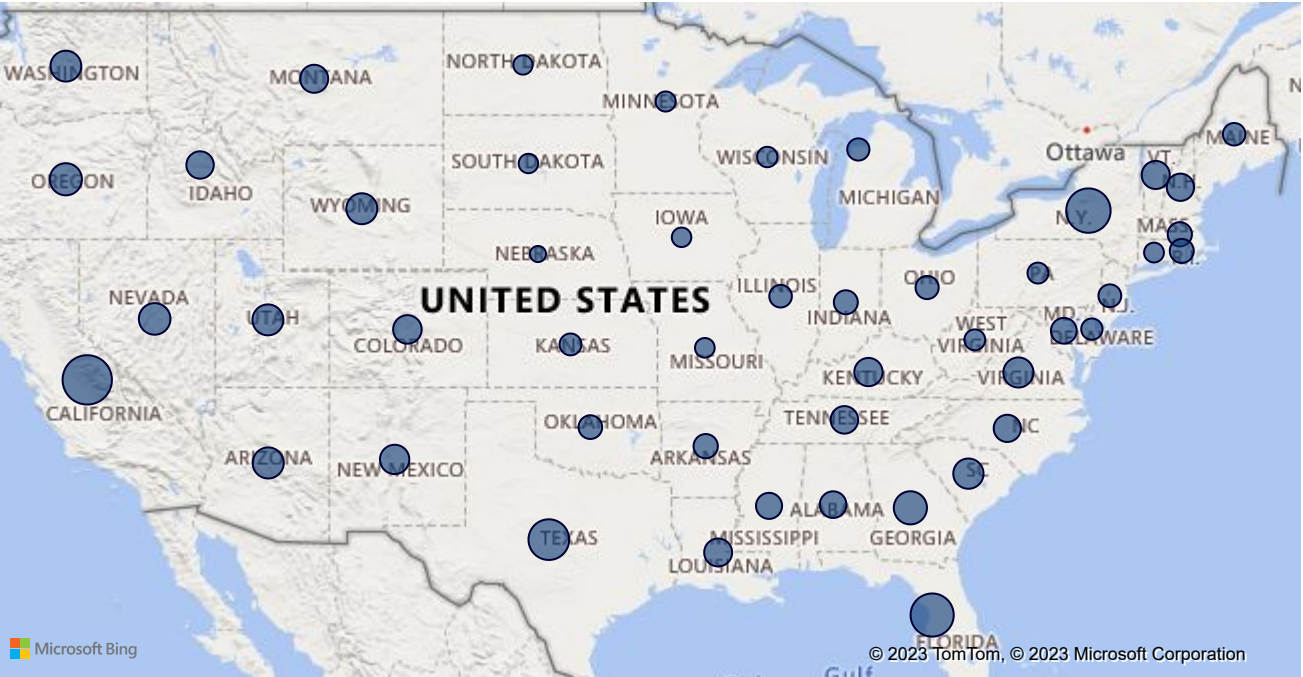 WASHINGTON
MONTANA
NORTH DAKOTA
MINNESOTA
MAINE
N
Ottawa
VT.
WISCONSIN
SOUTH DAKOTA
OREGON
IDAHO
N.H.
MICHIGAN
WYOMING
IOWA
N.Y.
MASS
NEBRASKA
R.I.
PA
OHIO
ILLINOIS
NEVADA
UNITED STATES
N.J.
UTAH
INDIANA
MD
WEST
VIRGINIA
DELAWARE
COLORADO
KANSAS
MISSOURI
KENTUCKY
VIRGINIA
CALIFORNIA
TENNESSEE
OKLAHOMA
NC
ARIZONA
NEW MEXICO
ARKANSAS
SC
ALABAMA
TEXAS
MISSISSIPPI
GEORGIA
LOUISIANA
FLORIDA
Microsoft Bing
© 2023 TomTom, © 2023 Microsoft Corporation
Gulf